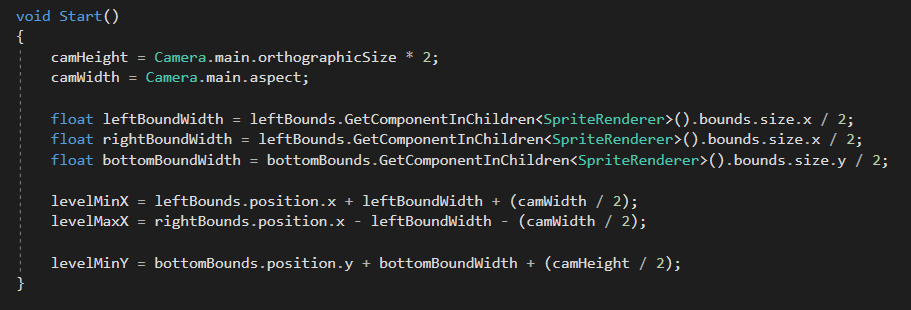 void Start()
{
camHeight = Camera.main.orthographicSize * 2;
camWidth = Camera.main.aspect;
float leftBoundWidth = leftBounds.GetComponentInChildren<SpriteRenderer>().bounds.size.x / 2;
float rightBoundWidth = leftBounds.GetComponentInChildren<SpriteRenderer>().bounds.size.x / 2;
float bottomBoundWidth = bottomBounds.GetComponentInChildren<SpriteRenderer>().bounds.size.y / 2;
levelMinX = leftBounds.position.x + leftBoundWidth + (camWidth / 2);
levelMaxX = rightBounds.position.x - leftBoundWidth - (camWidth / 2);
levelMinY = bottomBounds.position.y + bottomBoundWidth + (camHeight / 2);
}